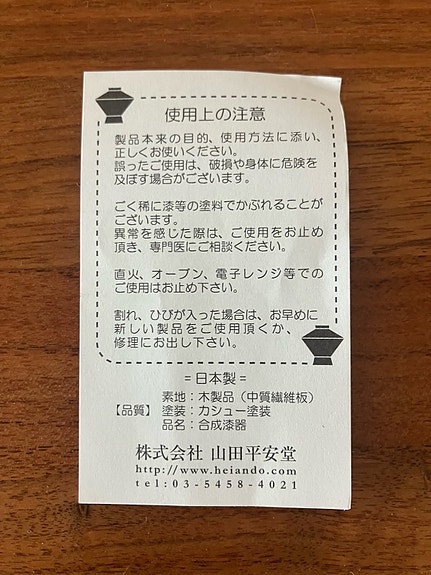 使用上の注意
製品本来の目的、使用方法に添い、
正しくお使いください。
誤ったご使用は、破損や身体に危険を
及ぼす場合がございます。
ごく稀に漆等の塗料でかぶれることが
ございます。
異常を感じた際は、ご使用をお止め
頂き、専門医にご相談ください。
直火、オーブン、電子レンジ等での
ご使用はお止め下さい。
割れ、ひびが入った場合は、お早めに
新しい製品をご使用頂くか、
修理にお出し下さい。
=日本製=
素地:木製品(中質繊維板)
【品質】塗装:カシュー塗装
品名:合成漆器
株式会社 山田平安堂
http://www.heiando.com
tel:03-5458-4021